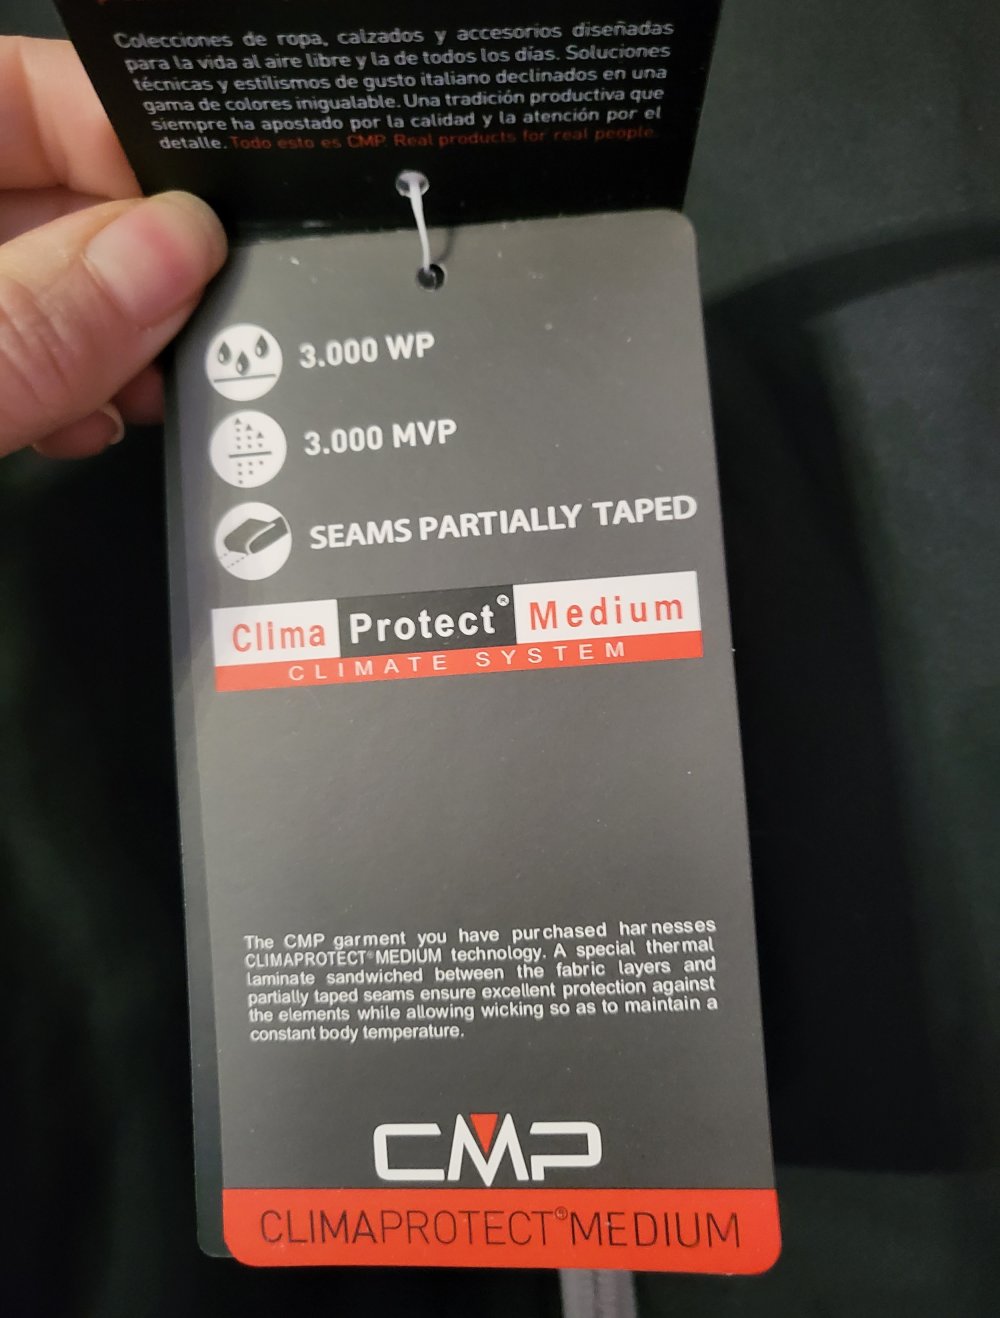 Colecciones de ropa, calzados y accesorios diseñadas
para la vida al aire libre y la de todos los días. Soluciones
técnicas y estilismos de gusto italiano declinados en una
gama de colores inigualable. Una tradición productiva que
siempre ha apostado por la calidad y la atención por el
detalle. Todo esto es CMP. Real products for real people.
3.000 WP
3.000 MVP
SEAMS PARTIALLY TAPED
Clima Protect® Medium
CLIMATE SYSTEM
The CMP garment you have purchased harnesses
CLIMAPROTECT® MEDIUM technology. A special thermal
laminate sandwiched between the fabric layers and
partially taped seams ensure excellent protection against
the elements while allowing wicking so as to maintain a
constant body temperature.
CMP
CLIMAPROTECT®MEDIUM